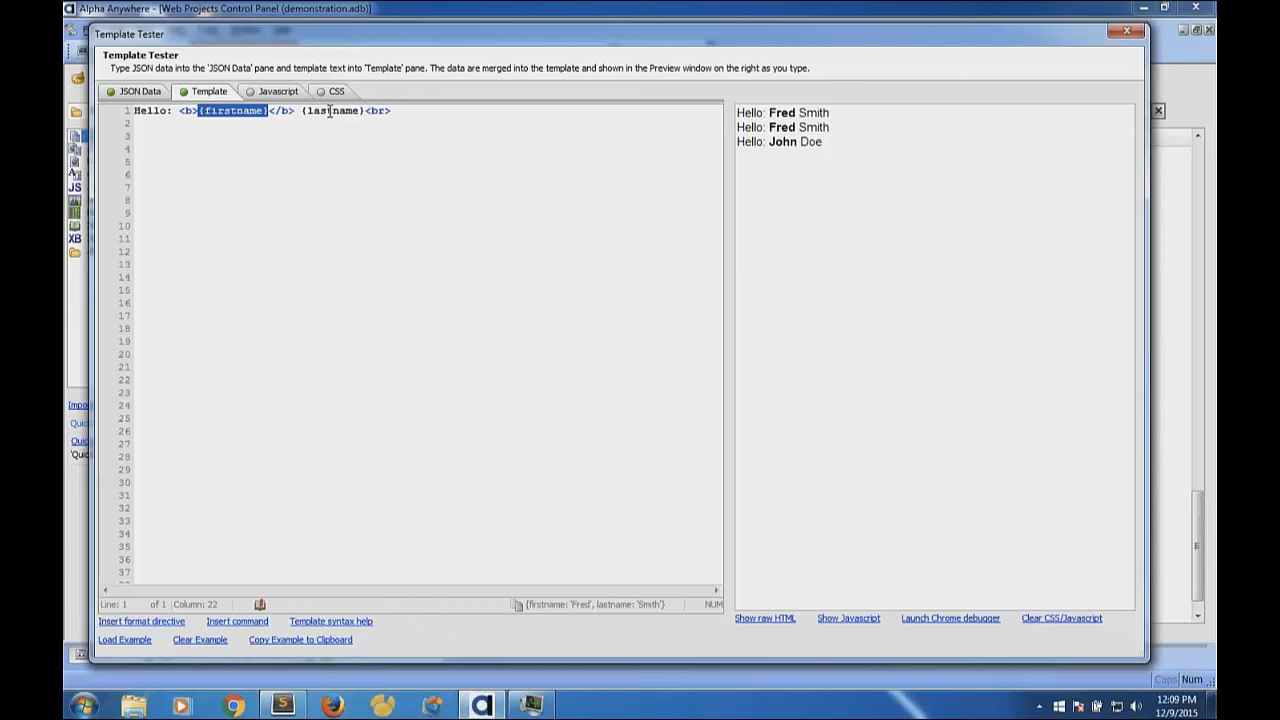 Alpha Anywhere - [Web Projects Control Panel (demonstration.adb)]
Template Tester
Template Tester
Type JSON data into the 'JSON Data' pane and template text into 'Template' pane. The data are merged into the template and shown in the Preview window on the right as you type.
JSON Data Template Javascript CSS
1 Hello: <b>{firstname}</b> {lastname}<br>
2
3
4
5
6
7
8
9
10
11
12
13
14
15
16
17
18
19
20
21
22
23
24
25
26
27
28
29
30
31
32
33
34
35
36
37
Hello: Fred Smith
Hello: Fred Smith
Hello: John Doe
JS
XB
Impo
Quic
Quic
'Quic
Line: 1 of 1 Column: 22 {firstname: 'Fred', lastname: 'Smith'} NUM
Insert format directive Insert command Template syntax help
Load Example Clear Example Copy Example to Clipboard
Show raw HTML Show Javascript Launch Chrome debugger Clear CSS/Javascript
Caps Num
12:09 PM
12/9/2015